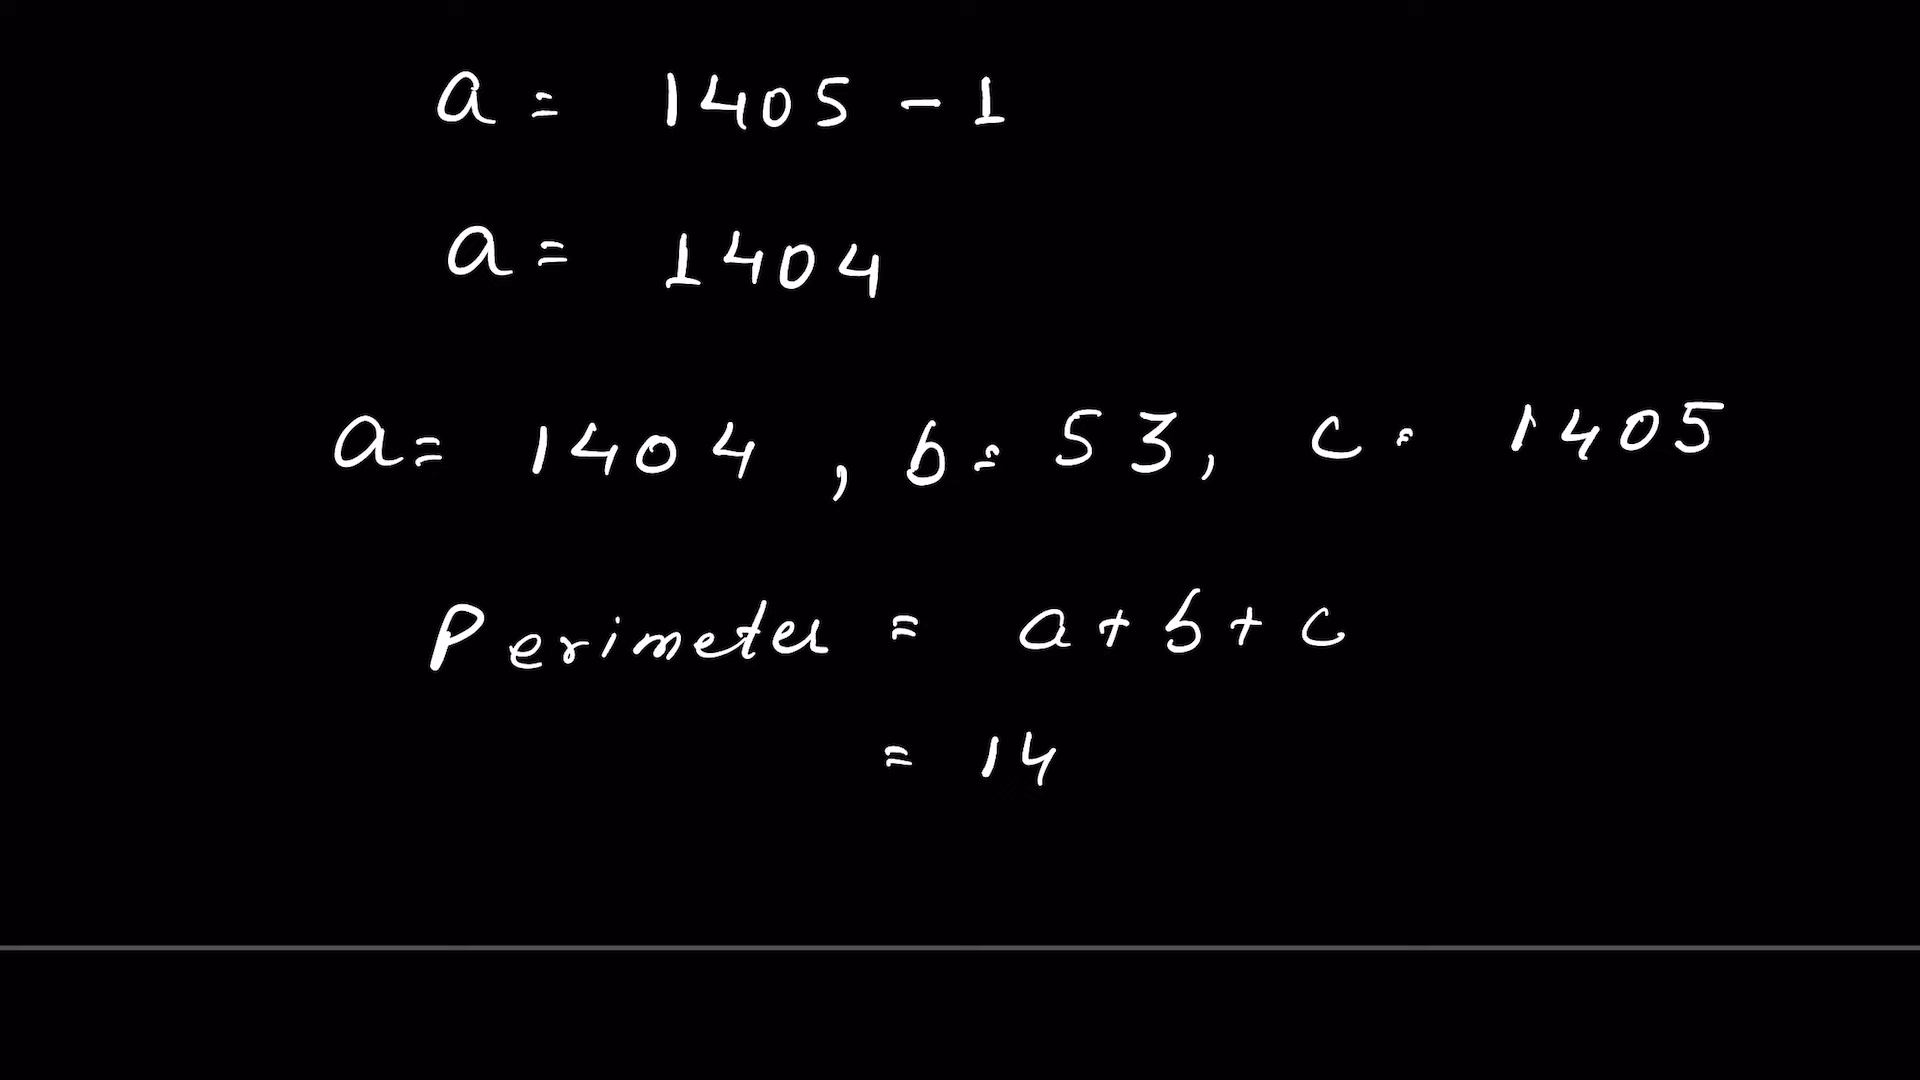 a = 1405 - 1
a = 1404
a = 1404 , b = 53, c = 1405
Perimeter = a + b + c
= 14